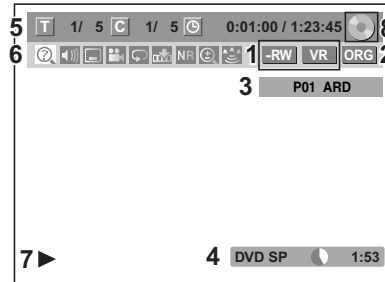 5 T 1/ 5 C 1/ 5 0:01:00 / 1:23:45 8
6 ? NR 1 -RW VR ORG 2
3 P01 ARD
7 4 DVD SP 1:53